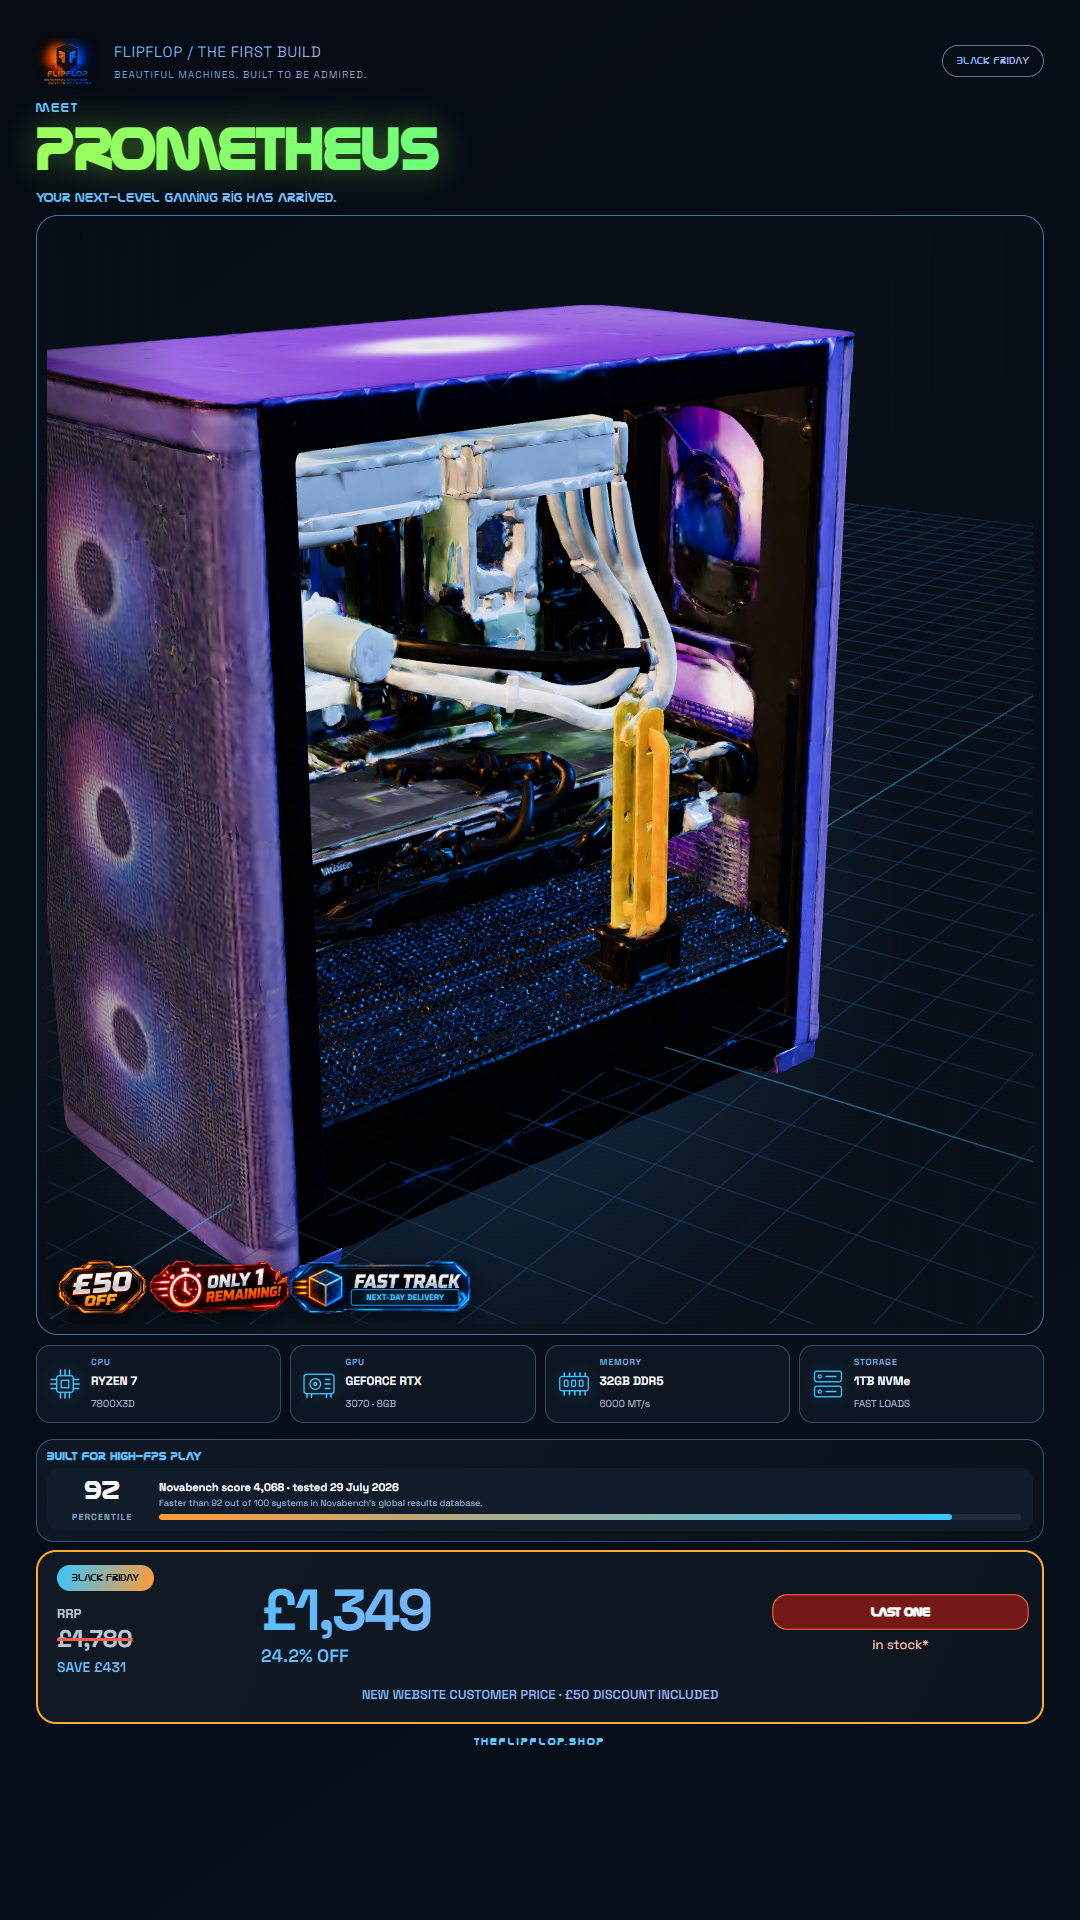 FLIPFLOP
FLIPFLOP / THE FIRST BUILD
BEAUTIFUL MACHINES. BUILT TO BE ADMIRED.
BLACK FRIDAY
MEET
PROMETHEUS
YOUR NEXT-LEVEL GAMING RIG HAS ARRIVED.
£50
OFF
ONLY 1
REMAINING!
FAST TRACK
NEXT-DAY DELIVERY
CPU
RYZEN 7
7800X3D
GPU
GEFORCE RTX
3070 · 8GB
MEMORY
32GB DDR5
6000 MT/s
STORAGE
1TB NVMe
FAST LOADS
BUILT FOR HIGH-FPS PLAY
92
PERCENTILE
Novabench score 4,068 · tested 29 July 2026
Faster than 92 out of 100 systems in Novabench's global results database.
BLACK FRIDAY
RRP
£1,780
SAVE £431
£1,349
24.2% OFF
LAST ONE
in stock*
NEW WEBSITE CUSTOMER PRICE · £50 DISCOUNT INCLUDED
THEFLIPFLOP.SHOP